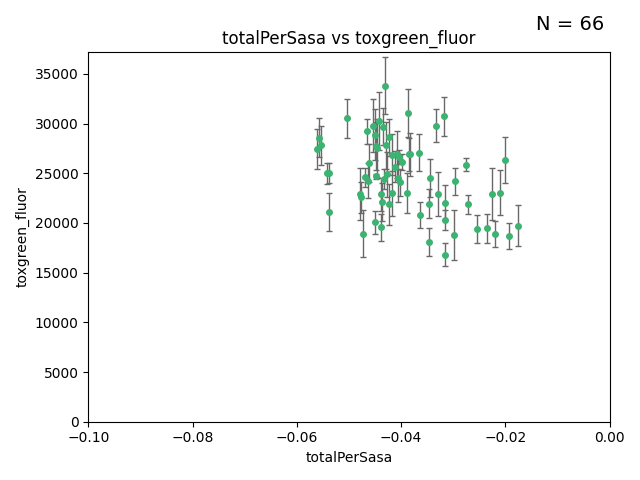 N = 66
totalPerSasa vs toxgreen_fluor
35000
30000
25000
20000
15000
10000
5000
0
toxgreen_fluor
−0.10 −0.08 −0.06 −0.04 −0.02 0.00
totalPerSasa